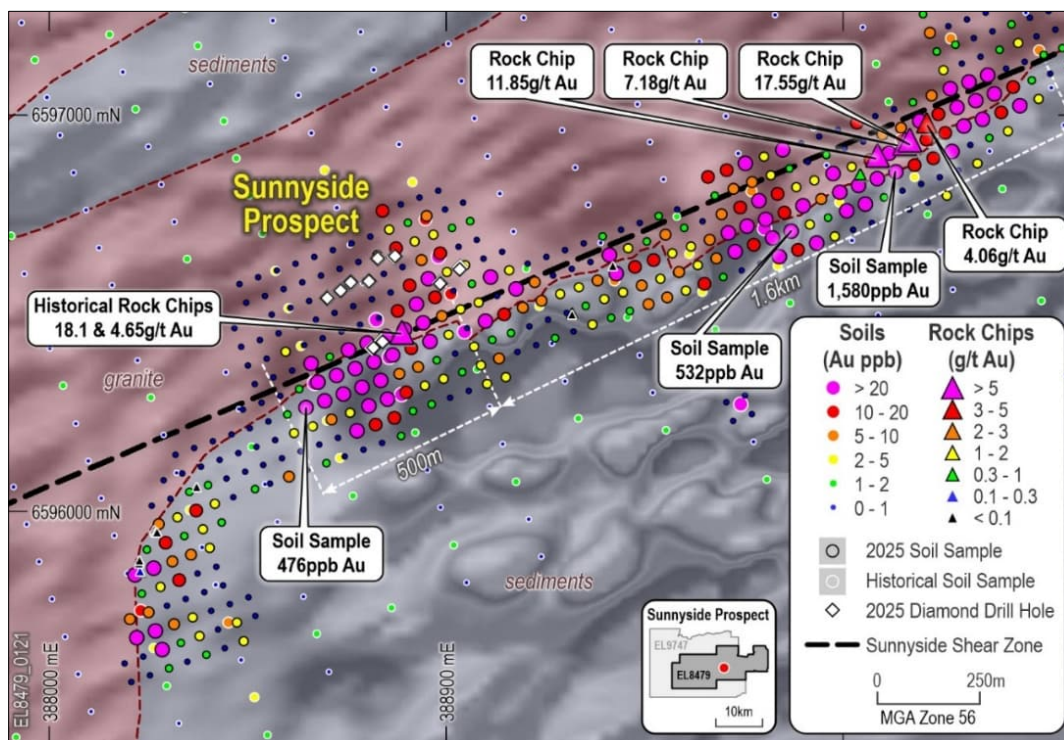 sediments
6597000 mN
Rock Chip
11.85g/t Au
Rock Chip
7.18g/t Au
Rock Chip
17.55g/t Au
Sunnyside
Prospect
Historical Rock Chips
18.1 & 4.65g/t Au
granite
Rock Chip
4.06g/t Au
Soil Sample
1,580ppb Au
1.6km
Soil Sample
532ppb Au
500m
6596000 mN
Soil Sample
476ppb Au
sediments
EL8479_0121
388000 mE
388900 mE
Sunnyside Prospect
EL9747
EL8479
10km
Soils
(Au ppb)
> 20
10 - 20
5 - 10
2 - 5
1 - 2
0 - 1
Rock Chips
(g/t Au)
> 5
3 - 5
2 - 3
1 - 2
0.3 - 1
0.1 - 0.3
< 0.1
2025 Soil Sample
Historical Soil Sample
2025 Diamond Drill Hole
Sunnyside Shear Zone
0 250m
MGA Zone 56